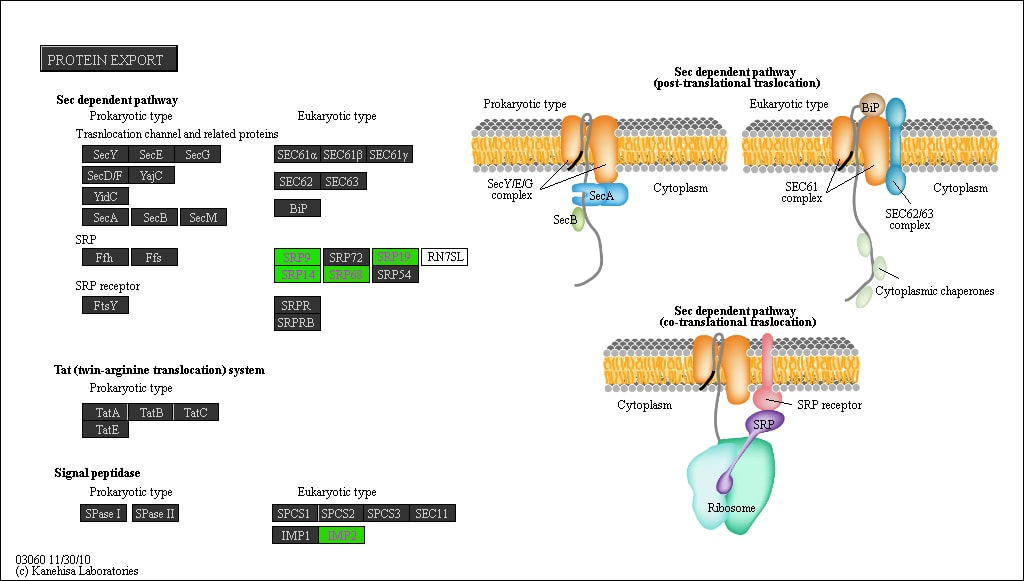 PROTEIN EXPORT
Sec dependent pathway
Prokaryotic type
Eukaryotic type
Trasnlocation channel and related proteins
SecY SecE SecG
SEC61α SEC61β SEC61γ
SecD/F YajC
SEC62 SEC63
YidC
BiP
SecA SecB SecM
SRP
Ffh Ffs
SRP9 SRP72 SRP19 RN7SL
SRP14 SRP68 SRP54
SRP receptor
FtsY
SRPR
SRPRB
Tat (twin-arginine translocation) system
Prokaryotic type
TatA TatB TatC
TatE
Signal peptidase
Prokaryotic type
Eukaryotic type
SPase I SPase II
SPCS1 SPCS2 SPCS3 SEC11
IMP1 IMP2
03060 11/30/10
(c) Kanehisa Laboratories
Sec dependent pathway
(post-translational traslocation)
Prokaryotic type
Eukaryotic type
BiP
SecY/E/G
complex
SecA
SecB
Cytoplasm
SEC61
complex
Cytoplasm
SEC62/63
complex
Cytoplasmic chaperones
Sec dependent pathway
(co-translational traslocation)
Cytoplasm
SRP receptor
SRP
Ribosome